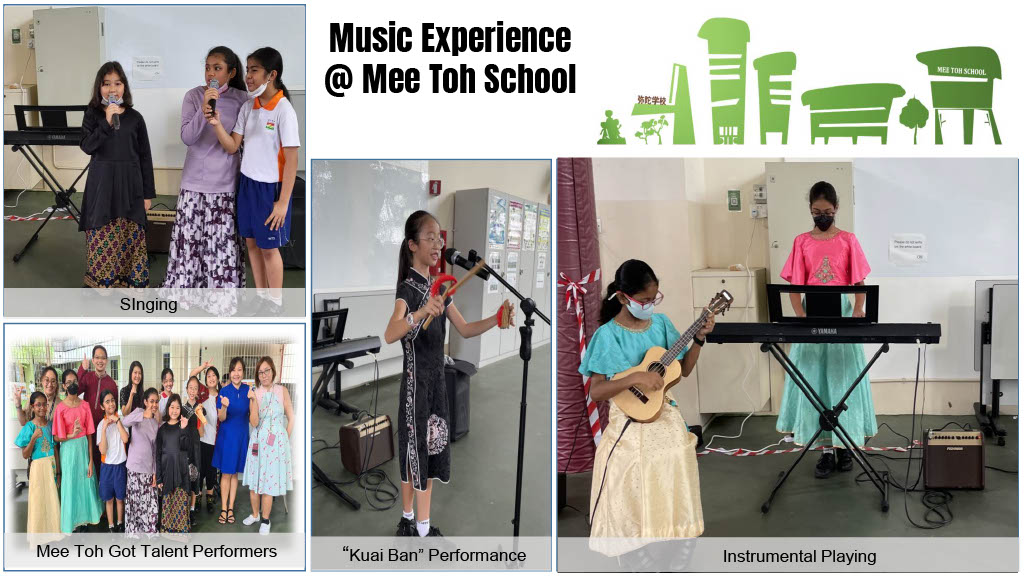 Music Experience
@ Mee Toh School
弥陀学校
MEE TOH SCHOOL
YAMAHA
SInging
Mee Toh Got Talent Performers
“Kuai Ban” Performance
YAMAHA
Instrumental Playing